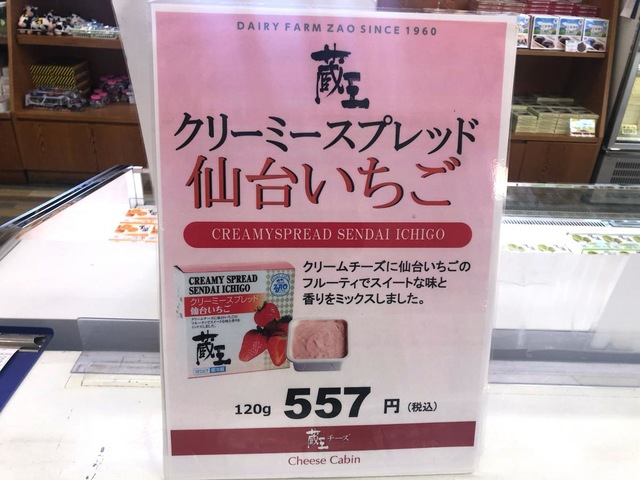 DAIRY FARM ZAO SINCE 1960
蔵王
クリーミースプレッド
仙台いちご
CREAMYSPREAD SENDAI ICHIGO
クリームチーズに仙台いちごの
フルーティでスイートな味と
香りをミックスしました。
CREAMY SPREAD
SENDAI ICHIGO
クリーミースプレッド
仙台いちご
蔵王
120g 557 円 (税込)
蔵王チーズ
Cheese Cabin